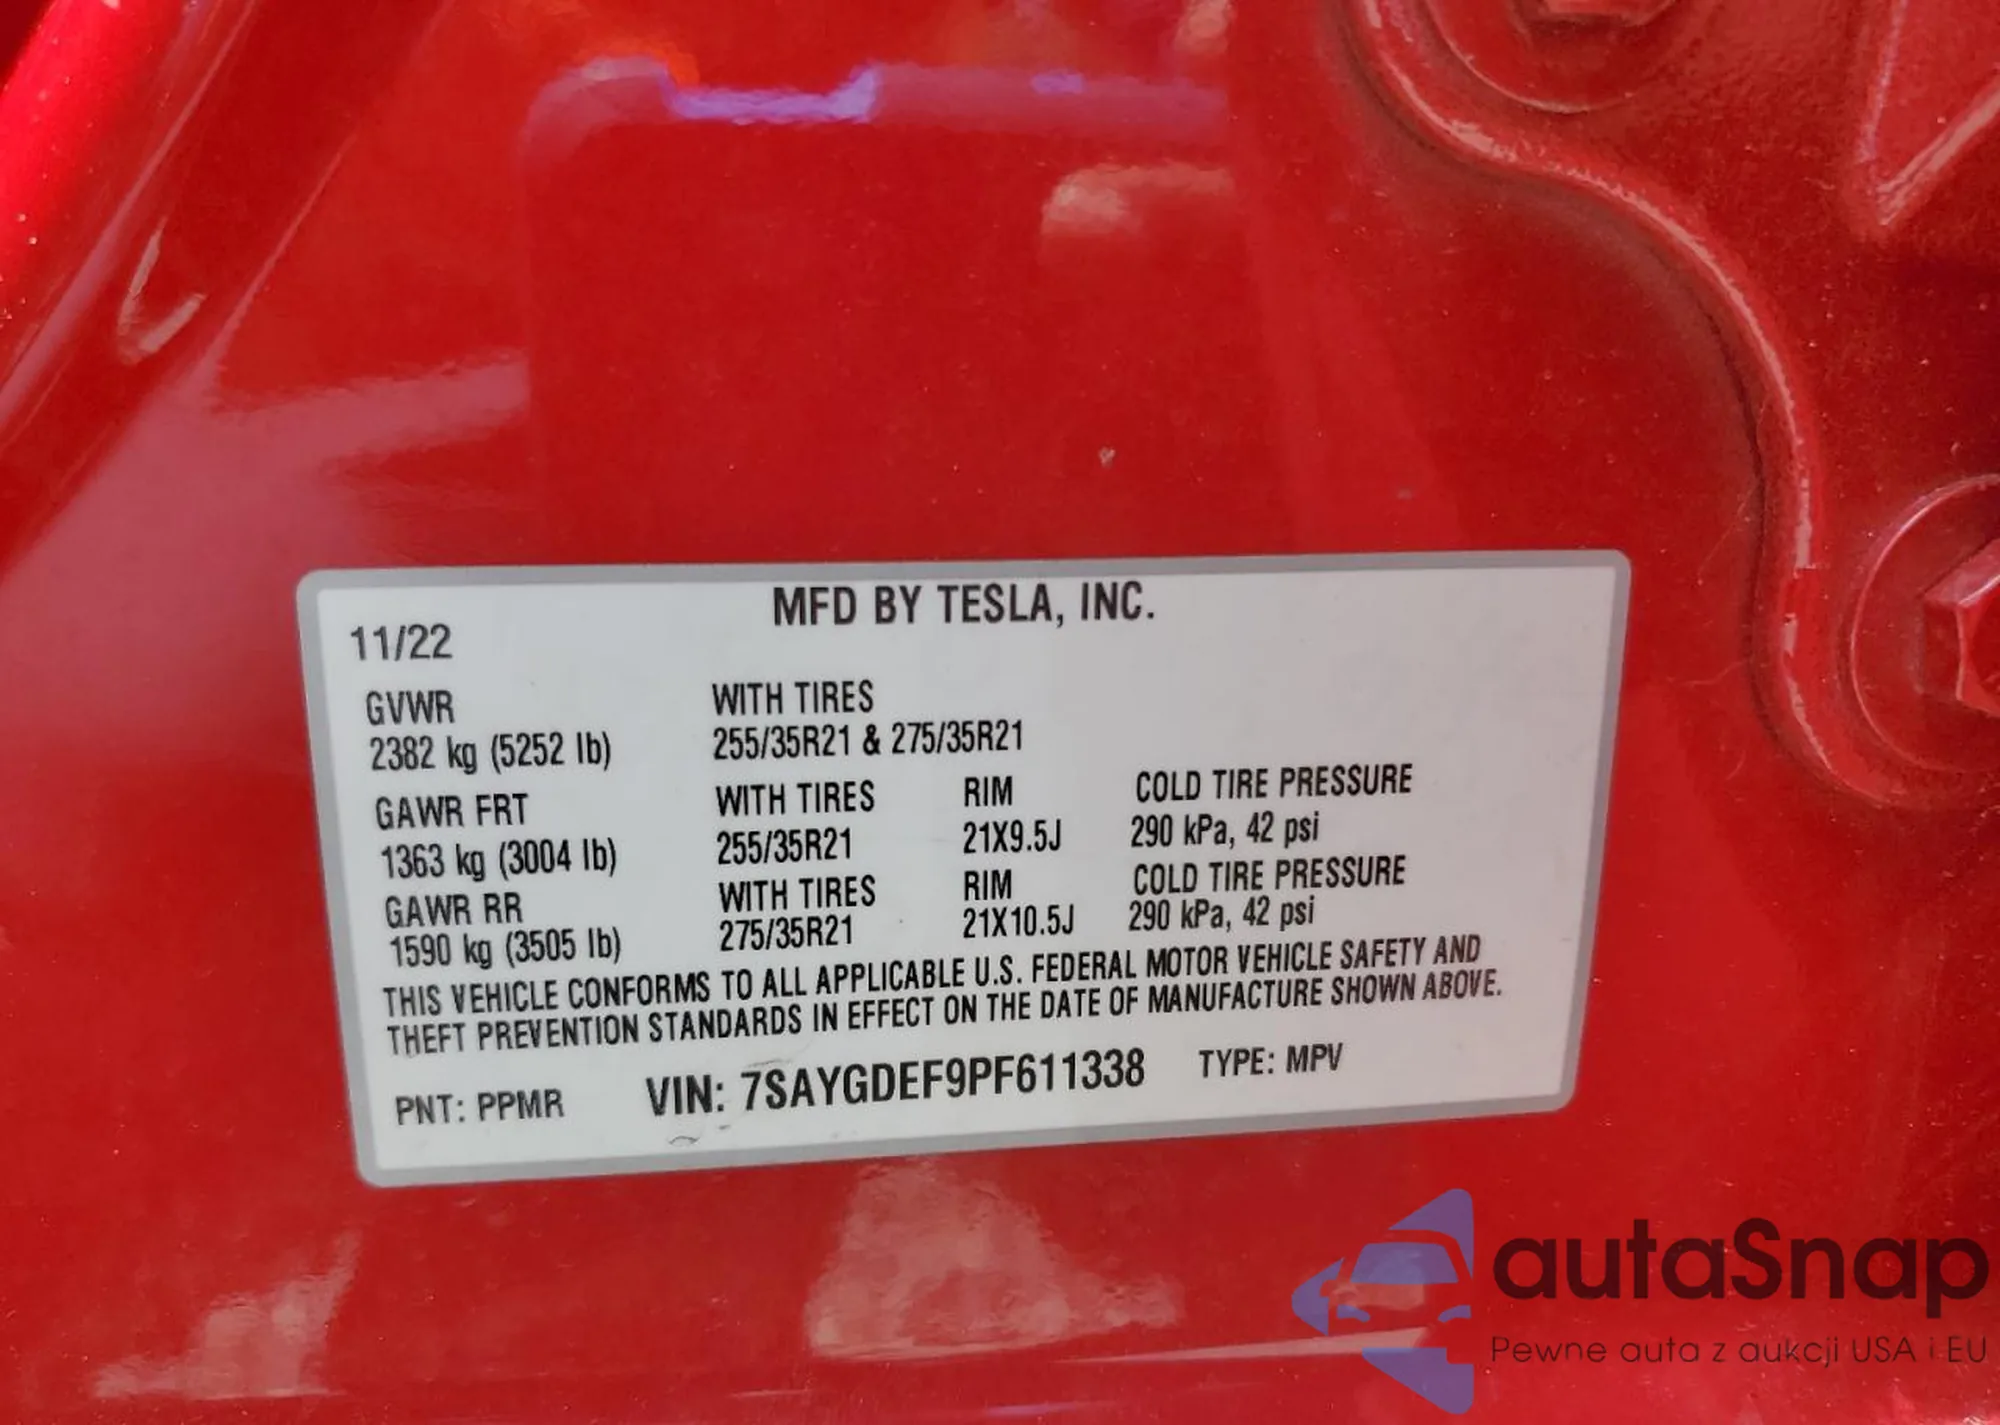 MFD BY TESLA, INC.
11/22
GVWR WITH TIRES
2382 kg (5252 lb) 255/35R21 & 275/35R21
GAWR FRT WITH TIRES RIM COLD TIRE PRESSURE
1363 kg (3004 lb) 255/35R21 21X9.5J 290 kPa, 42 psi
GAWR RR WITH TIRES RIM COLD TIRE PRESSURE
1590 kg (3505 lb) 275/35R21 21X10.5J 290 kPa, 42 psi
THIS VEHICLE CONFORMS TO ALL APPLICABLE U.S. FEDERAL MOTOR VEHICLE SAFETY AND
THEFT PREVENTION STANDARDS IN EFFECT ON THE DATE OF MANUFACTURE SHOWN ABOVE.
PNT: PPMR VIN: 7SAYGDEF9PF611338 TYPE: MPV
autaSnap
Pewne auta z aukcji USA i EU